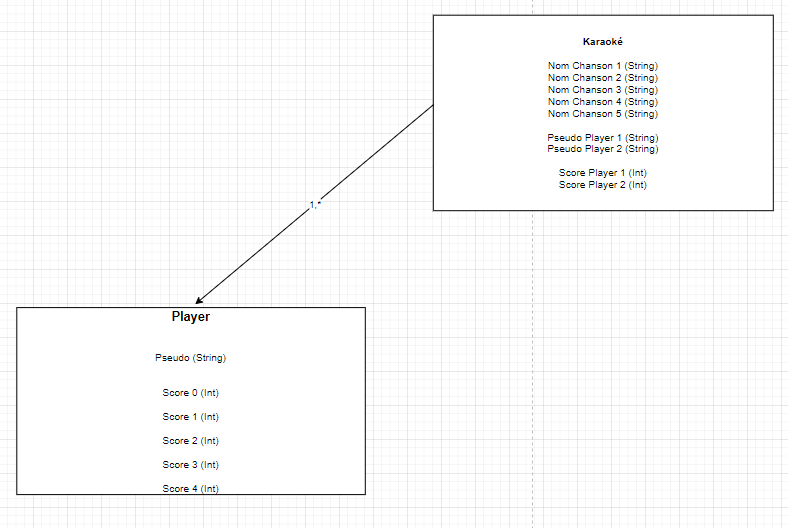 Karaoké
Nom Chanson 1 (String)
Nom Chanson 2 (String)
Nom Chanson 3 (String)
Nom Chanson 4 (String)
Nom Chanson 5 (String)
Pseudo Player 1 (String)
Pseudo Player 2 (String)
Score Player 1 (Int)
Score Player 2 (Int)
1,*
Player
Pseudo (String)
Score 0 (Int)
Score 1 (Int)
Score 2 (Int)
Score 3 (Int)
Score 4 (Int)